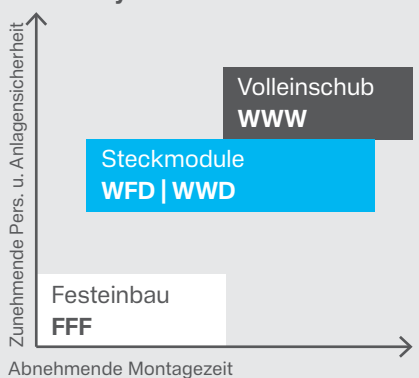 Zunehmende Pers. u. Anlagensicherheit
Volleinschub
WWW
Steckmodule
WFD | WWD
Festeinbau
FFF
Abnehmende Montagezeit